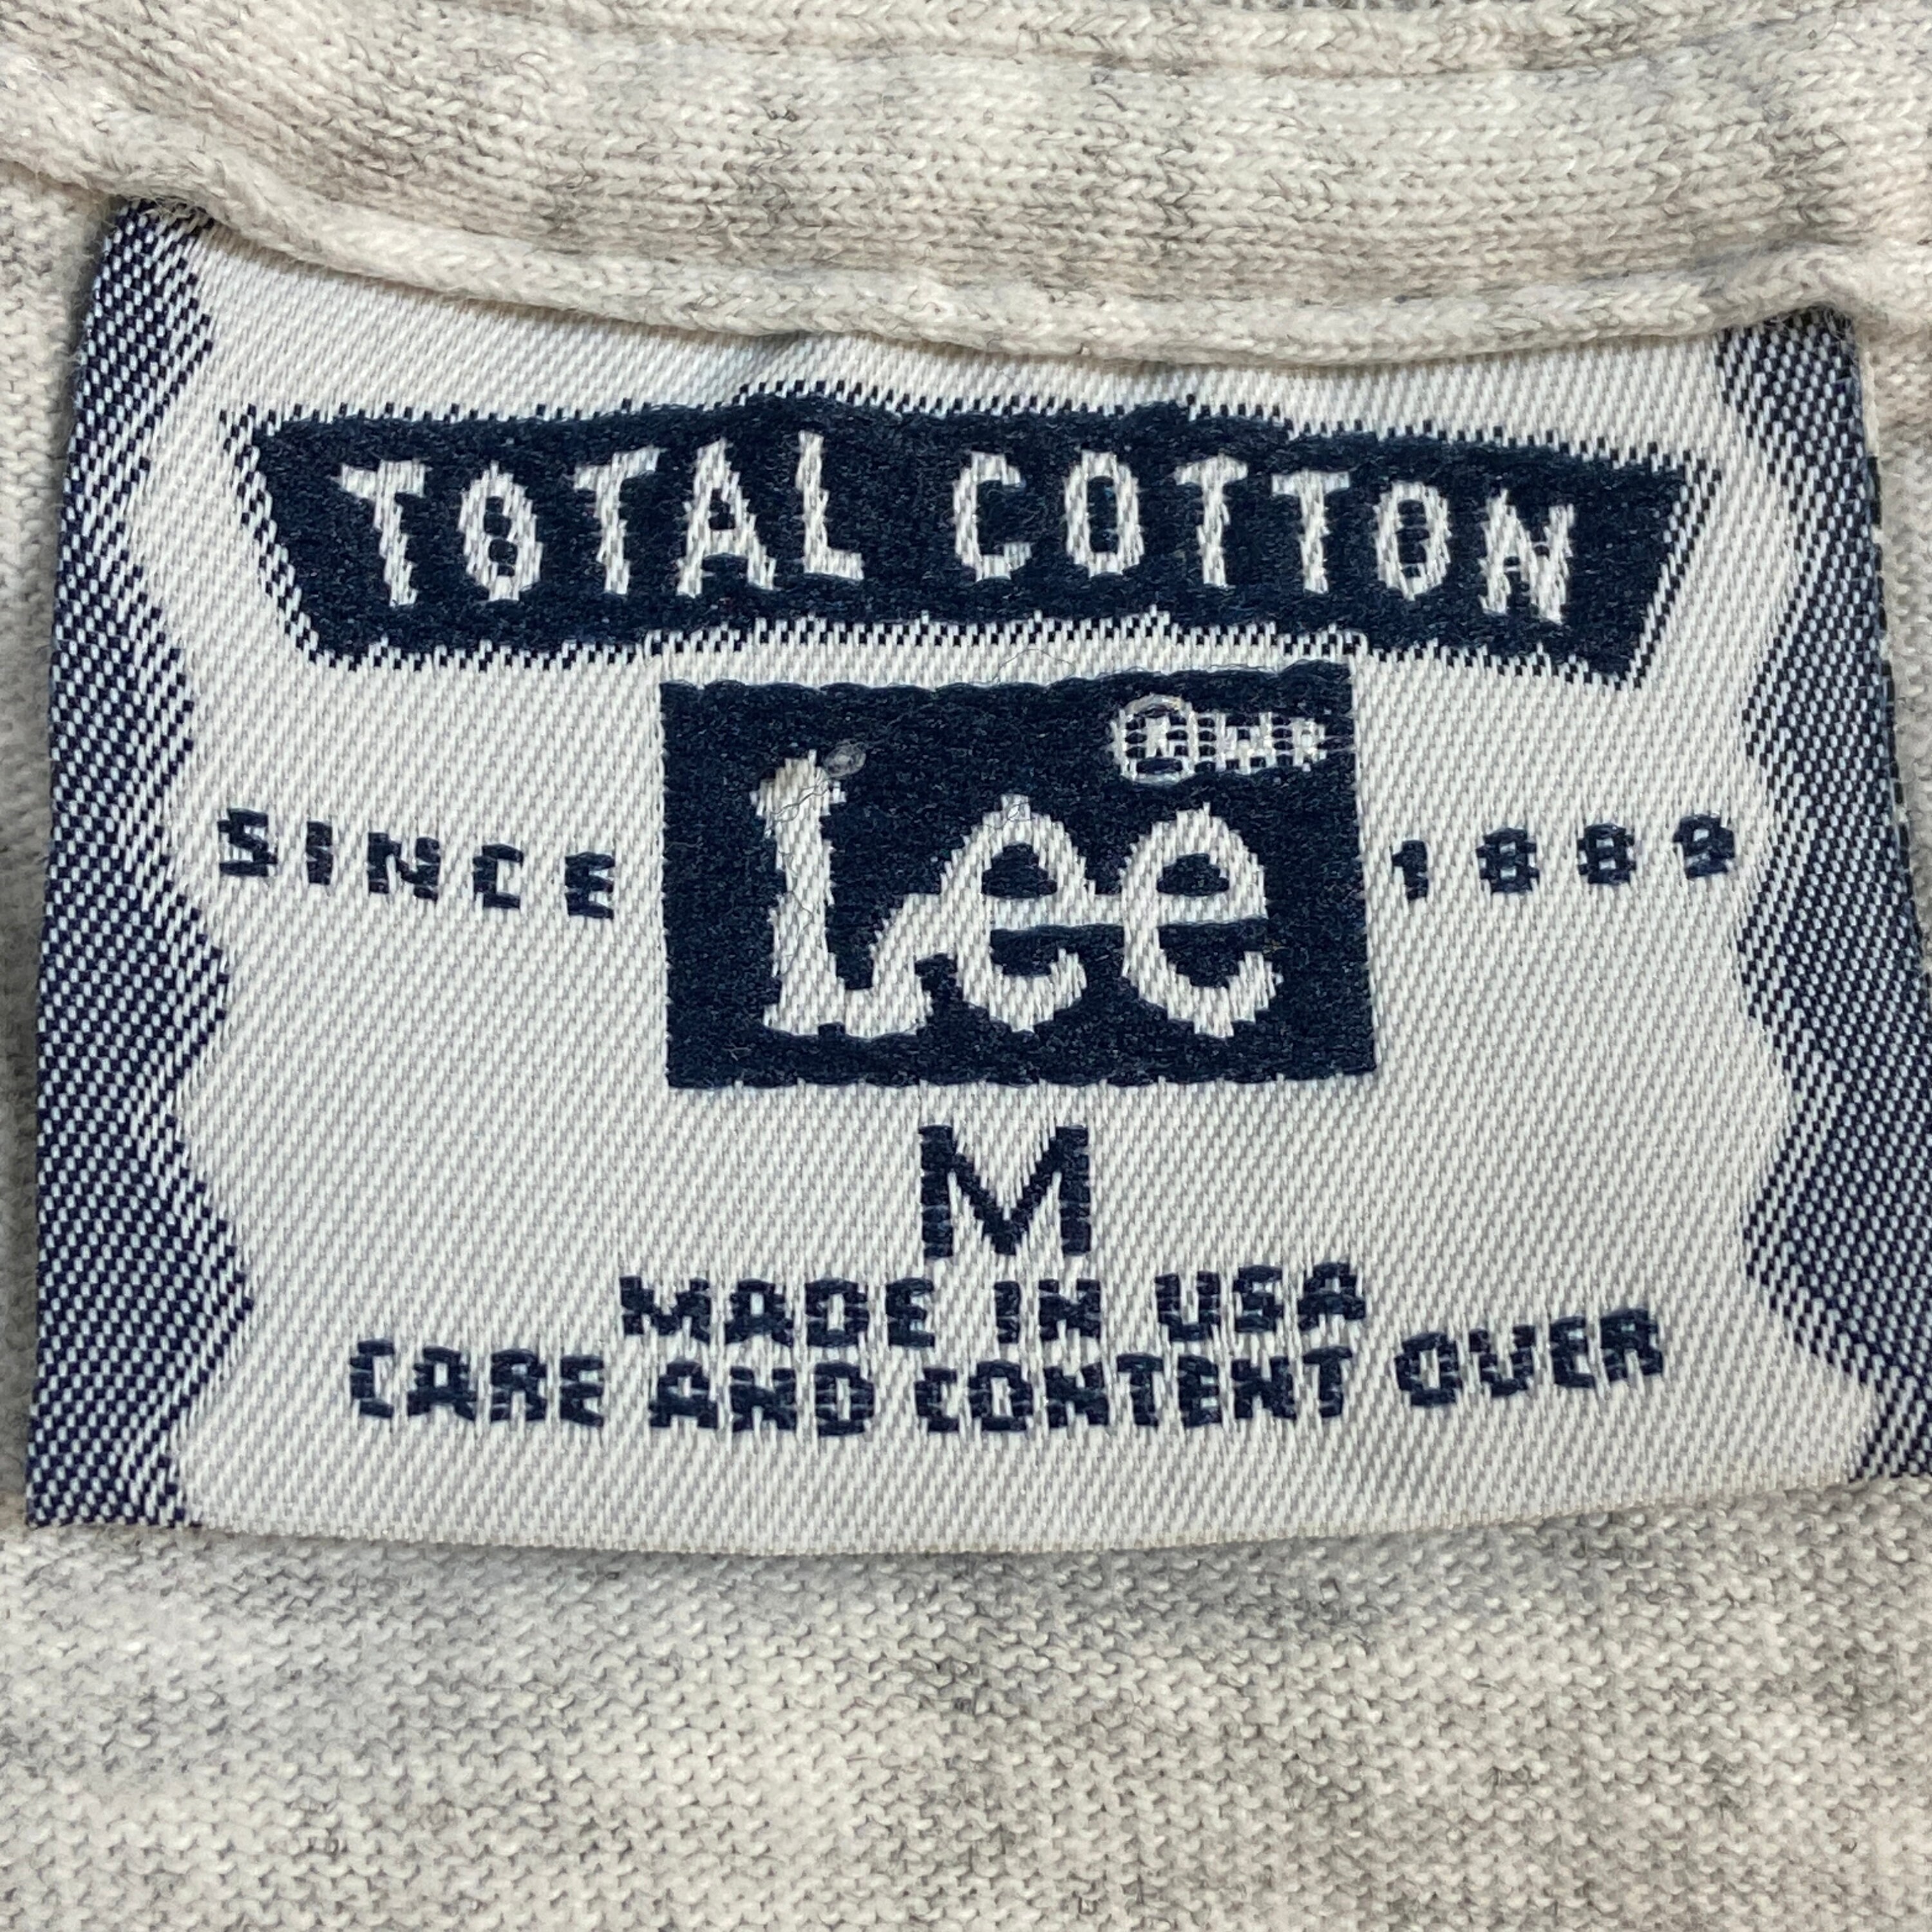 TOTAL COTTON
SINCE Lee ® 1889
M
MADE IN USA
CARE AND CONTENT OVER